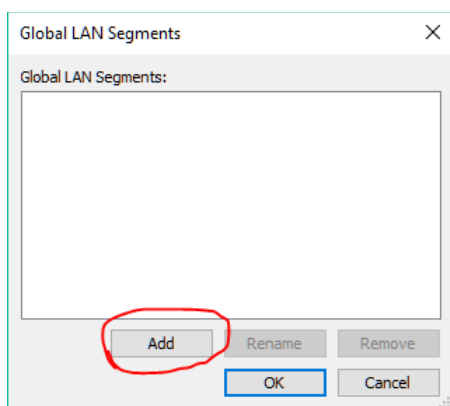 Global LAN Segments
Global LAN Segments:
Add Rename Remove
OK Cancel